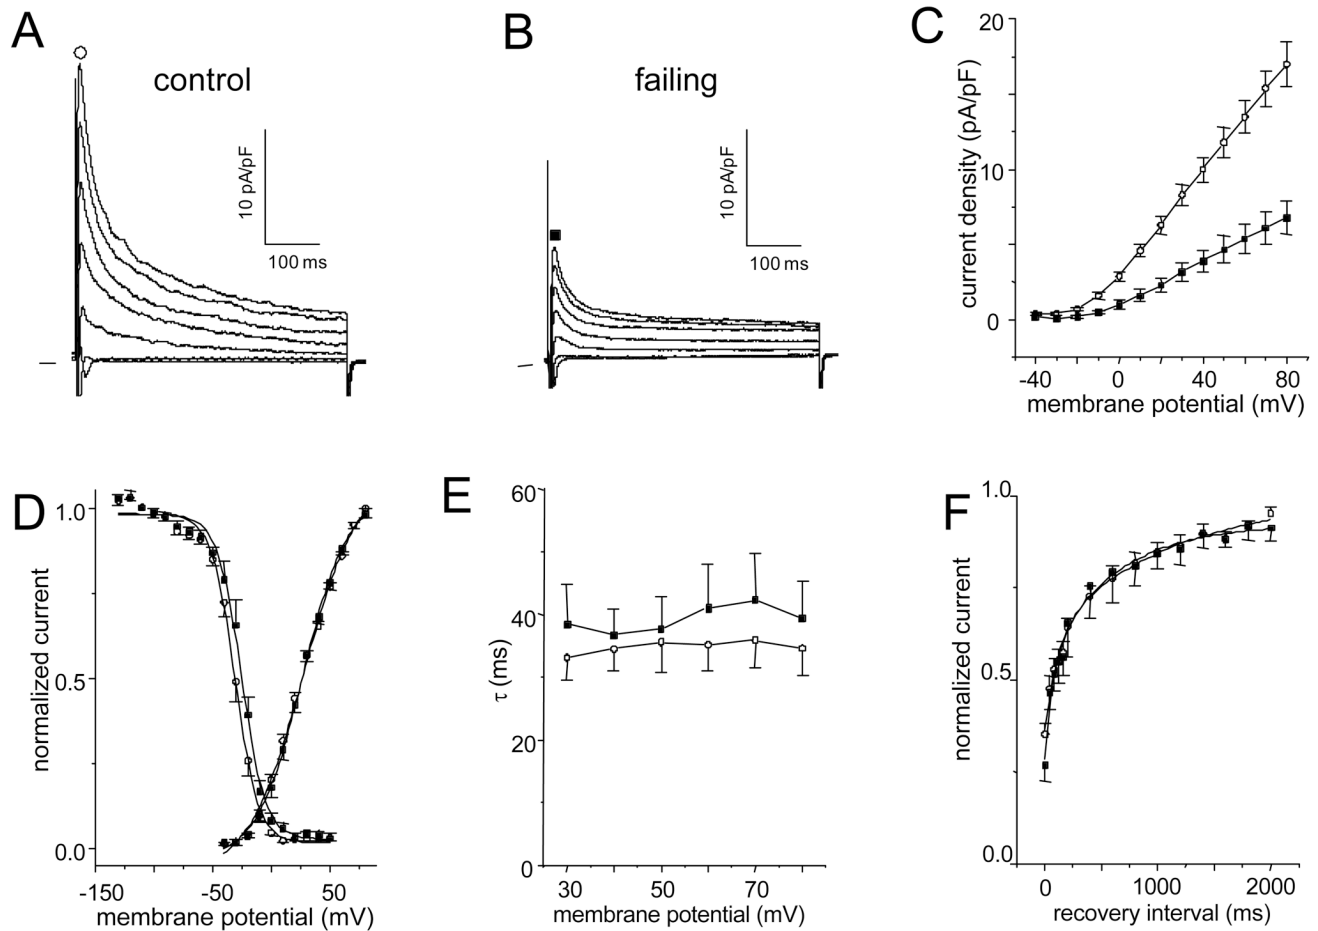 A
control
10 pA/pF
100 ms
B
failing
10 pA/pF
100 ms
C
current density (pA/pF)
20
10
0
-40 0 40 80
membrane potential (mV)
D
normalized current
1.0
0.5
0.0
-150 -50 50
membrane potential (mV)
E
τ (ms)
60
40
20
0
30 50 70
membrane potential (mV)
F
normalized current
1.0
0.5
0.0
0 1000 2000
recovery interval (ms)